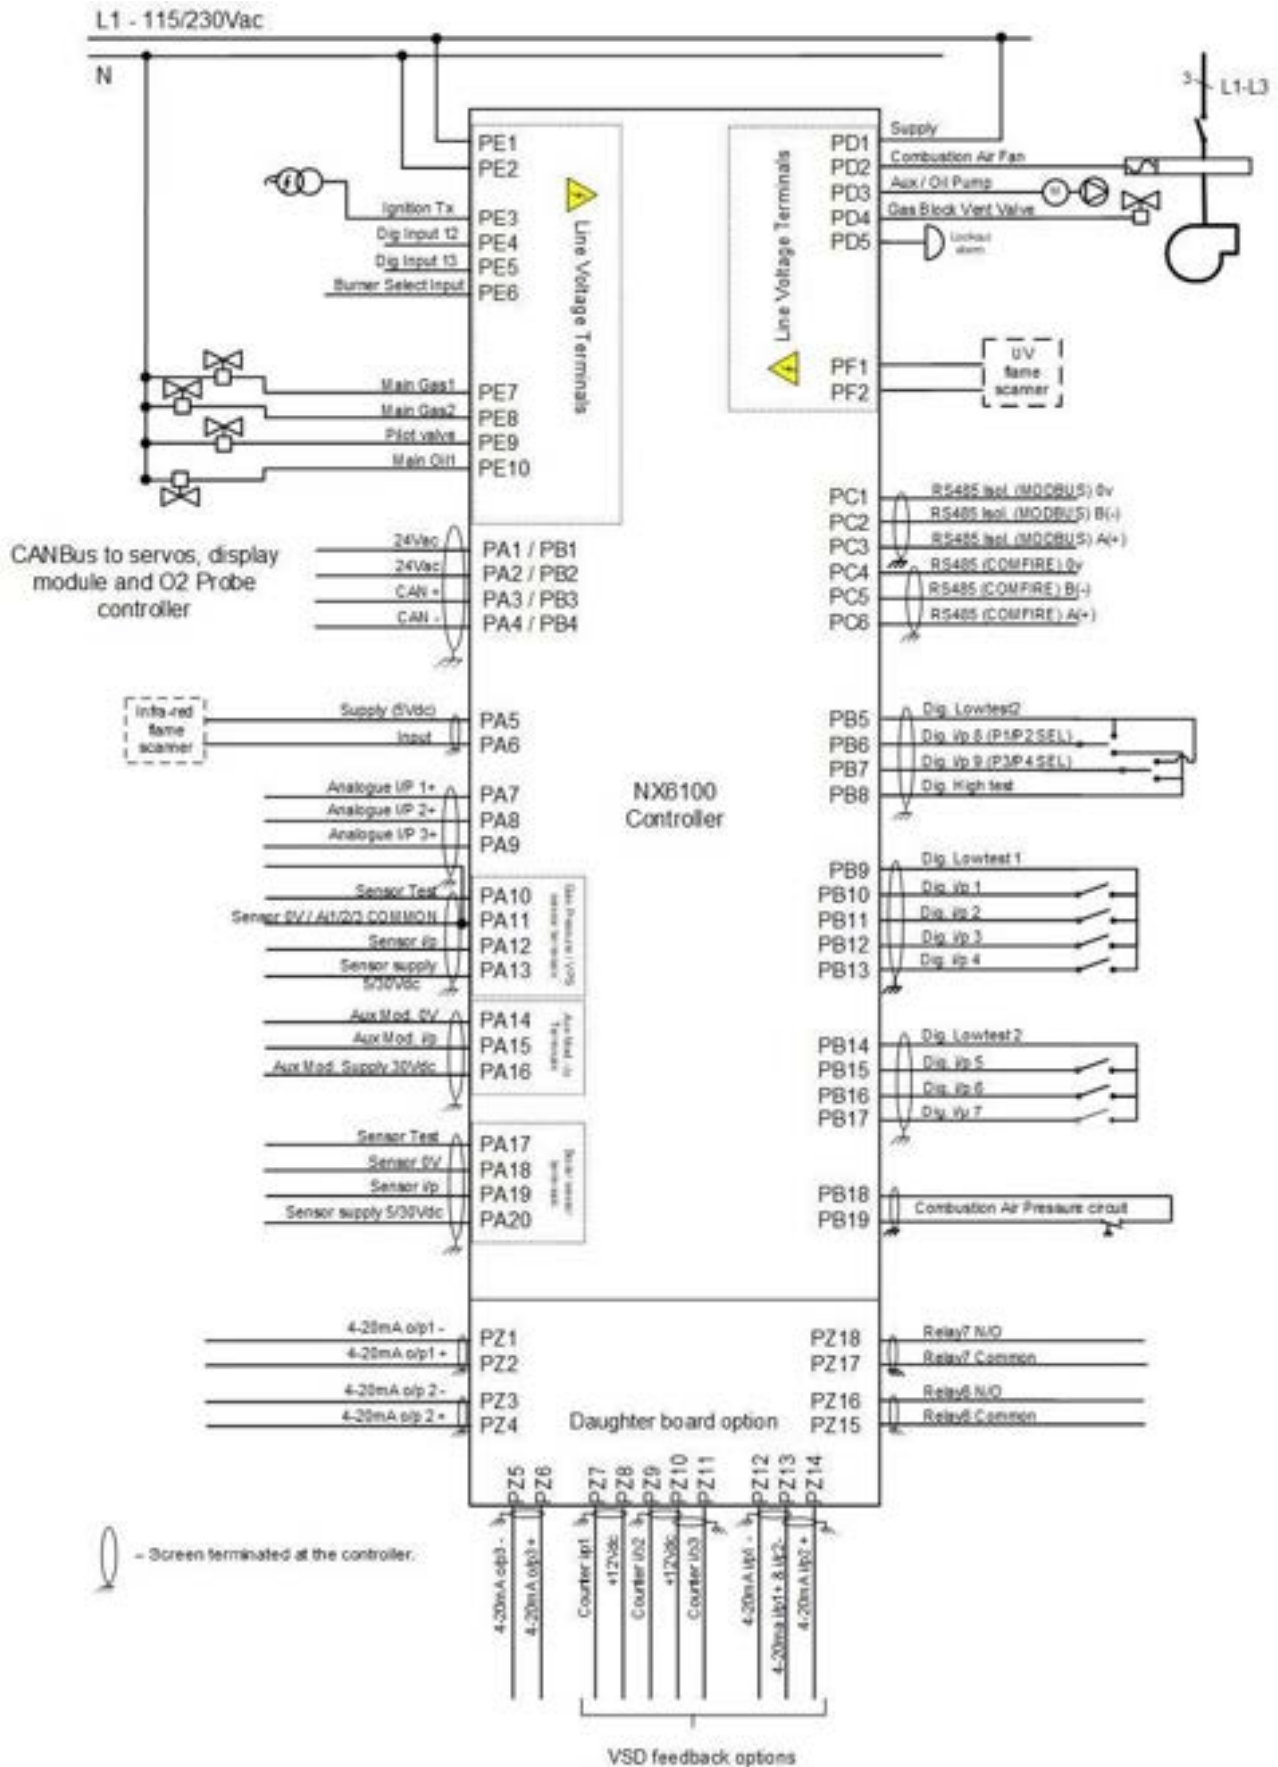 L1 - 115/230Vac
N
3
L1-L3
PE1
PE2
Ignition Tx
PE3
Dig Input 12
PE4
Dig Input 13
PE5
Burner Select Input
PE6
Line Voltage Terminals
Main Gas1
PE7
Main Gas2
PE8
Pilot valve
PE9
Main Oil1
PE10
Line Voltage Terminals
PD1
Supply
PD2
Combustion Air Fan
PD3
Aux / Oil Pump
M
PD4
Gas Block Vent Valve
PD5
Lockout
alarm
PF1
PF2
UV
flame
scanner
CANBus to servos, display
module and O2 Probe
controller
24Vac
PA1 / PB1
24Vac
PA2 / PB2
CAN +
PA3 / PB3
CAN -
PA4 / PB4
PC1
RS485 Isol. (MODBUS) 0v
PC2
RS485 Isol. (MODBUS) B(-)
PC3
RS485 Isol. (MODBUS) A(+)
PC4
RS485 (COMFIRE) 0v
PC5
RS485 (COMFIRE) B(-)
PC6
RS485 (COMFIRE) A(+)
Infra-red
flame
scanner
Supply (5Vdc)
PA5
Input
PA6
Analogue I/P 1+
PA7
Analogue I/P 2+
PA8
Analogue I/P 3+
PA9
NX6100
Controller
PB5
Dig. Lowtest2
PB6
Dig. i/p 8 (P1/P2 SEL)
PB7
Dig. i/p 9 (P3/P4 SEL)
PB8
Dig. High test
Sensor Test
PA10
Sensor 0V / AI1/2/3 COMMON
PA11
Sensor i/p
PA12
Sensor supply
5/30Vdc
PA13
Gas Pressure / VPS
sensor terminals
PB9
Dig. Lowtest 1
PB10
Dig. i/p 1
PB11
Dig. i/p 2
PB12
Dig. i/p 3
PB13
Dig. i/p 4
Aux Mod. 0V
PA14
Aux Mod. i/p
PA15
Aux Mod. Supply 30Vdc
PA16
Aux Mod. i/p
Terminals
PB14
Dig. Lowtest 2
PB15
Dig. i/p 5
PB16
Dig. i/p 6
PB17
Dig. i/p 7
Sensor Test
PA17
Sensor 0V
PA18
Sensor i/p
PA19
Sensor supply 5/30Vdc
PA20
PB18
PB19
Combustion Air Pressure circuit
4-20mA o/p1 -
PZ1
4-20mA o/p1 +
PZ2
4-20mA o/p 2 -
PZ3
4-20mA o/p 2 +
PZ4
PZ18
Relay7 N/O
PZ17
Relay7 Common
PZ16
Relay6 N/O
PZ15
Relay6 Common
Daughter board option
PZ5
PZ6
PZ7
PZ8
PZ9
PZ10
PZ11
PZ12
PZ13
PZ14
4-20mA o/p3 -
4-20mA o/p3 +
Counter i/p1
+12Vdc
Counter i/p2
+12Vdc
Counter i/p3
4-20mA i/p1 -
4-20ma i/p1+ & i/p2-
4-20mA i/p2 +
- Screen terminated at the controller.
VSD feedback options